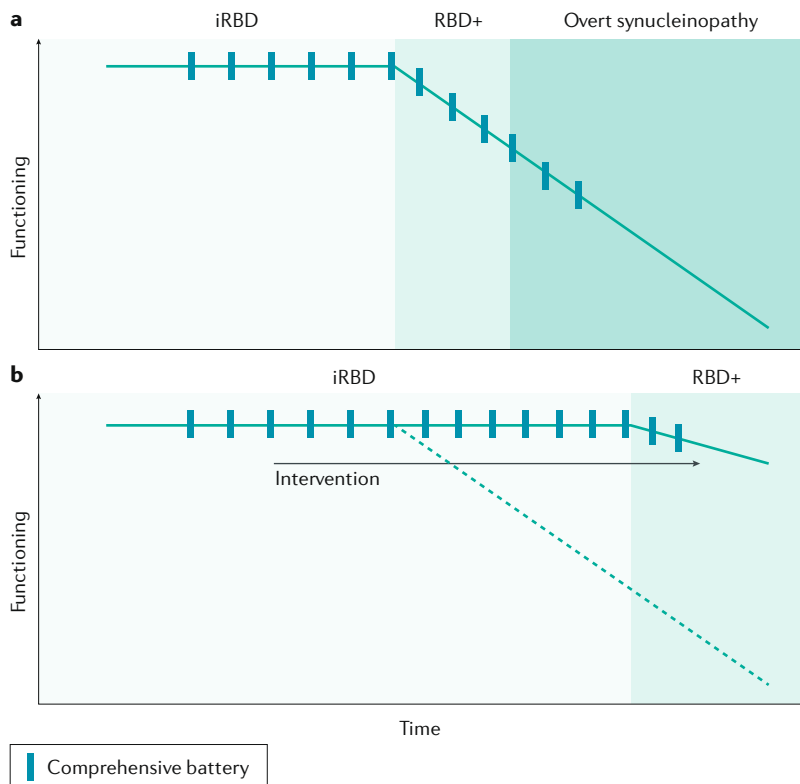 a
iRBD RBD+ Overt synucleinopathy
Functioning
b
iRBD RBD+
Intervention
Functioning
Time
Comprehensive battery